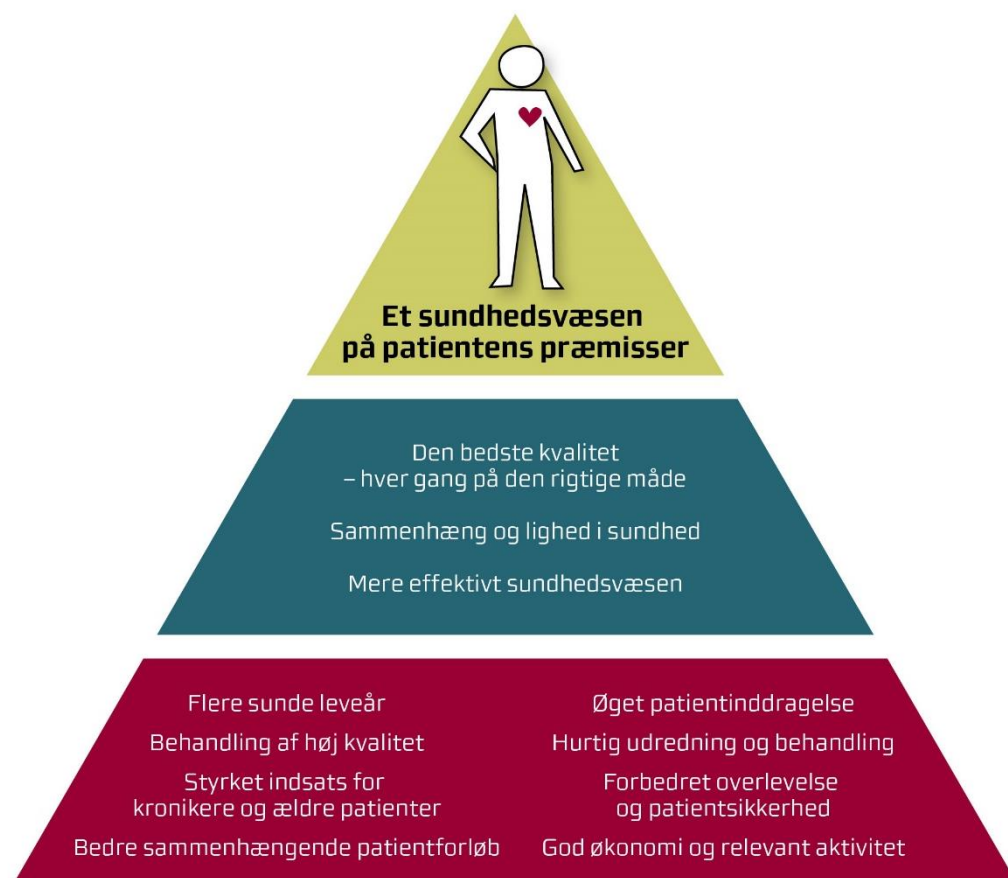 Et sundhedsvæsen
på patientens præmisser
Den bedste kvalitet
– hver gang på den rigtige måde
Sammenhæng og lighed i sundhed
Mere effektivt sundhedsvæsen
Flere sunde leveår
Behandling af høj kvalitet
Styrket indsats for
kronikere og ældre patienter
Bedre sammenhængende patientforløb
Øget patientinddragelse
Hurtig udredning og behandling
Forbedret overlevelse
og patientsikkerhed
God økonomi og relevant aktivitet